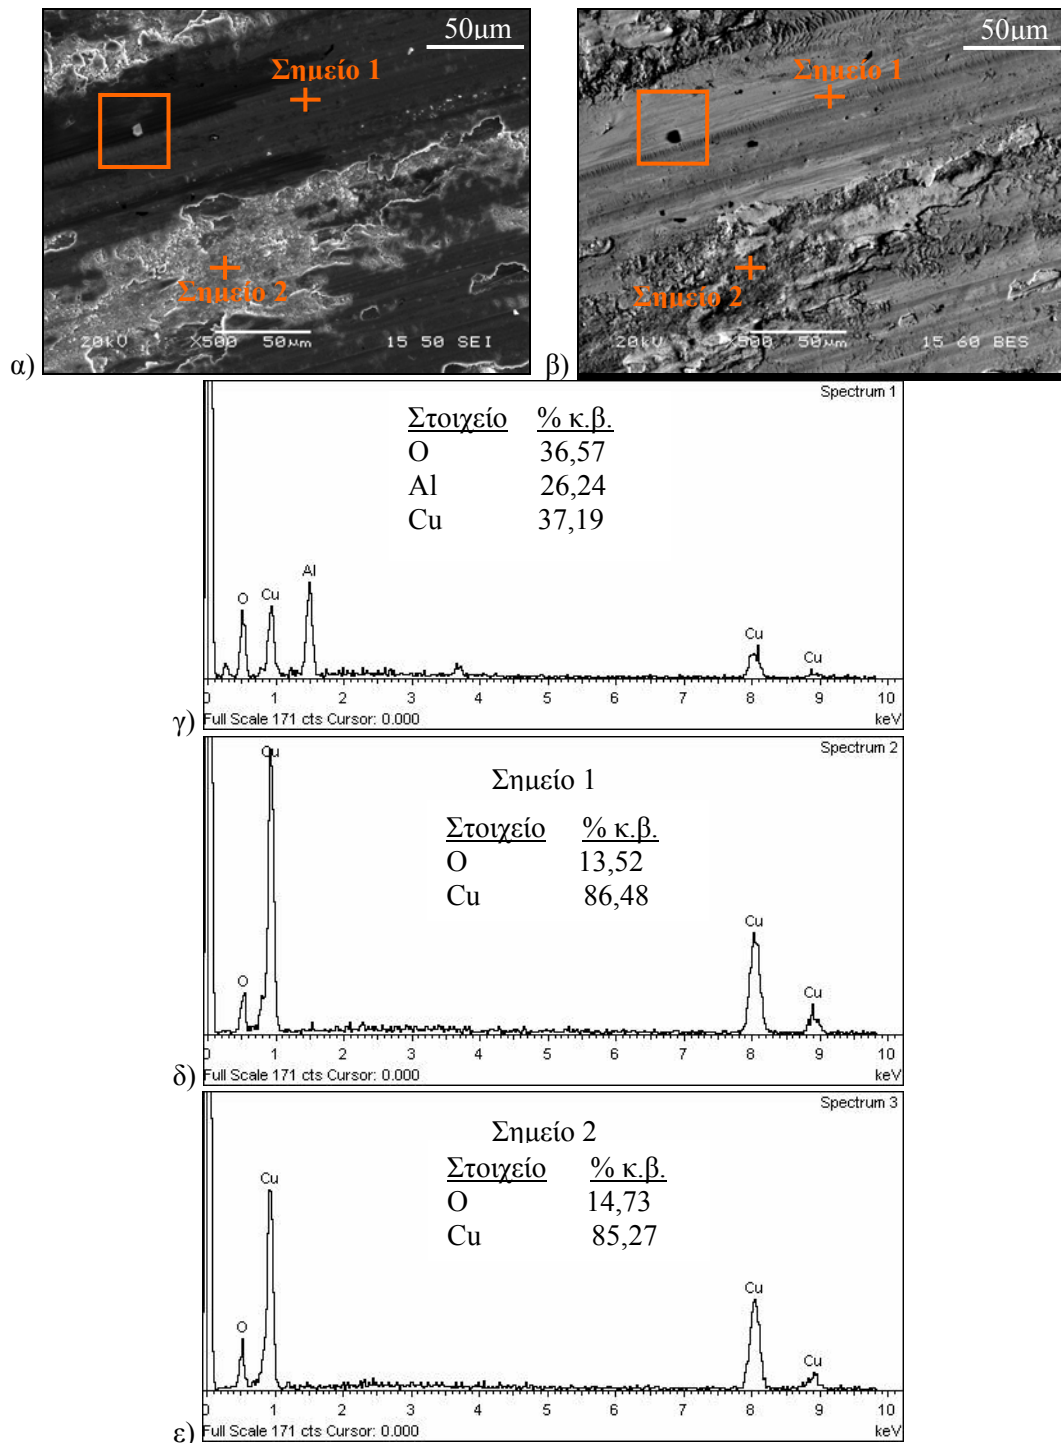 50μm
Σημείο 1
Σημείο 2
20kU X500 50μm 15 50 SEI
α)
50μm
Σημείο 1
Σημείο 2
20kU 500 50μm 15 60 BES
β)
Spectrum 1
Στοιχείο % κ.β.
O 36,57
Al 26,24
Cu 37,19
O Cu Al Cu Cu
0 1 2 3 4 5 6 7 8 9 10
Full Scale 171 cts Cursor: 0.000 keV
γ)
Spectrum 2
Σημείο 1
Στοιχείο % κ.β.
O 13,52
Cu 86,48
O Cu Cu Cu
0 1 2 3 4 5 6 7 8 9 10
Full Scale 171 cts Cursor: 0.000 keV
δ)
Spectrum 3
Σημείο 2
Στοιχείο % κ.β.
O 14,73
Cu 85,27
O Cu Cu Cu
0 1 2 3 4 5 6 7 8 9 10
Full Scale 171 cts Cursor: 0.000 keV
ε)